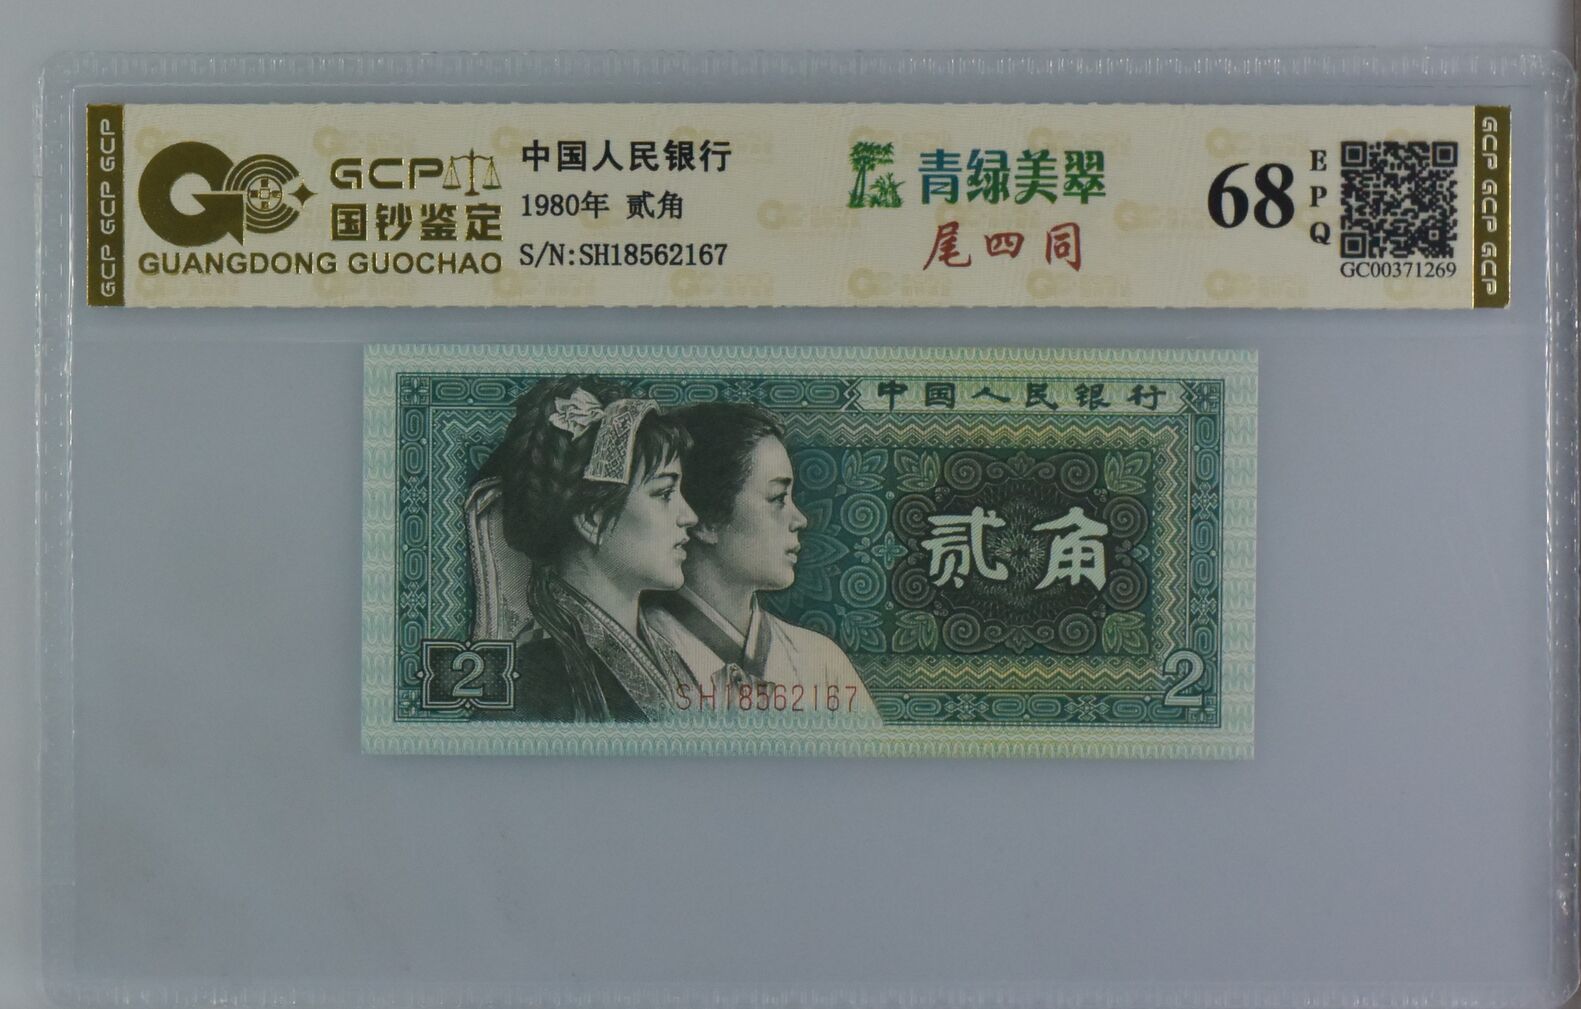 GCP
国钞鉴定
GUANGDONG GUOCHAO
中国人民银行
1980年 贰角
S/N:SH18562167
青绿美翠
尾四同
68
EPQ
GC00371269
GCP GCP GCP
GCP GCP GCP
中国人民银行
贰角
2
2
SH18562167